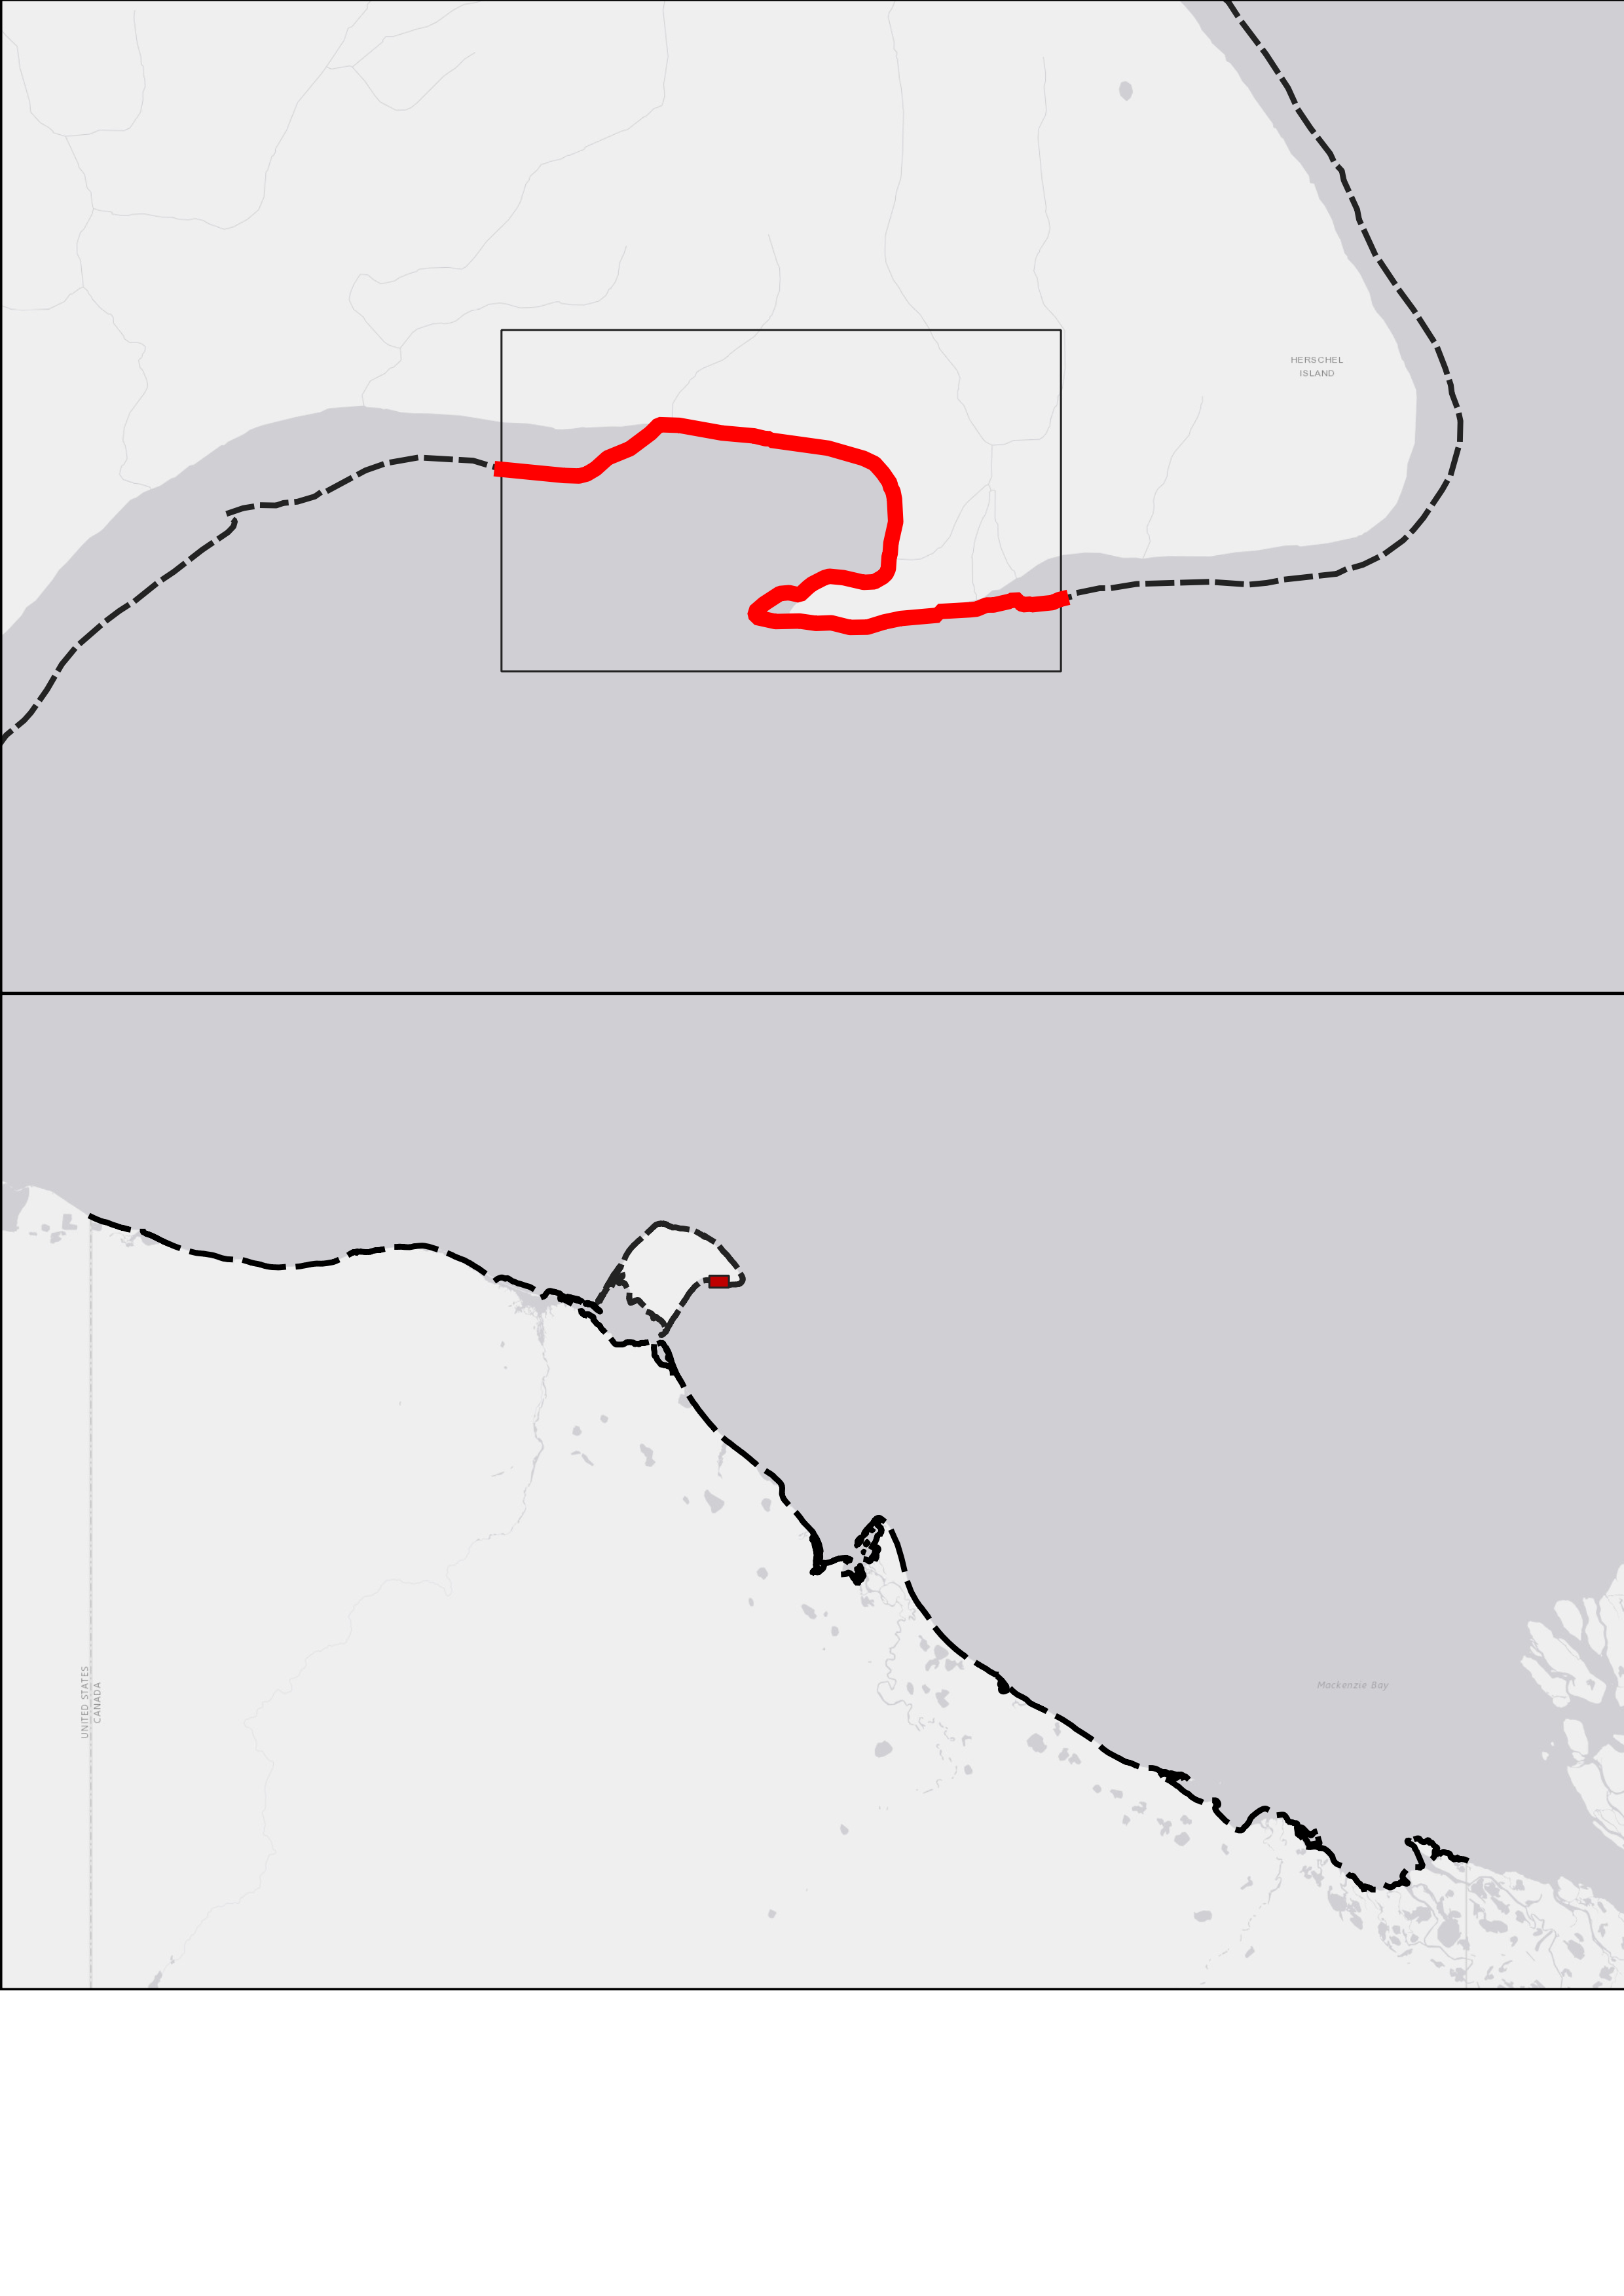 HERSCHEL
ISLAND
UNITED STATES
CANADA
Mackenzie Bay